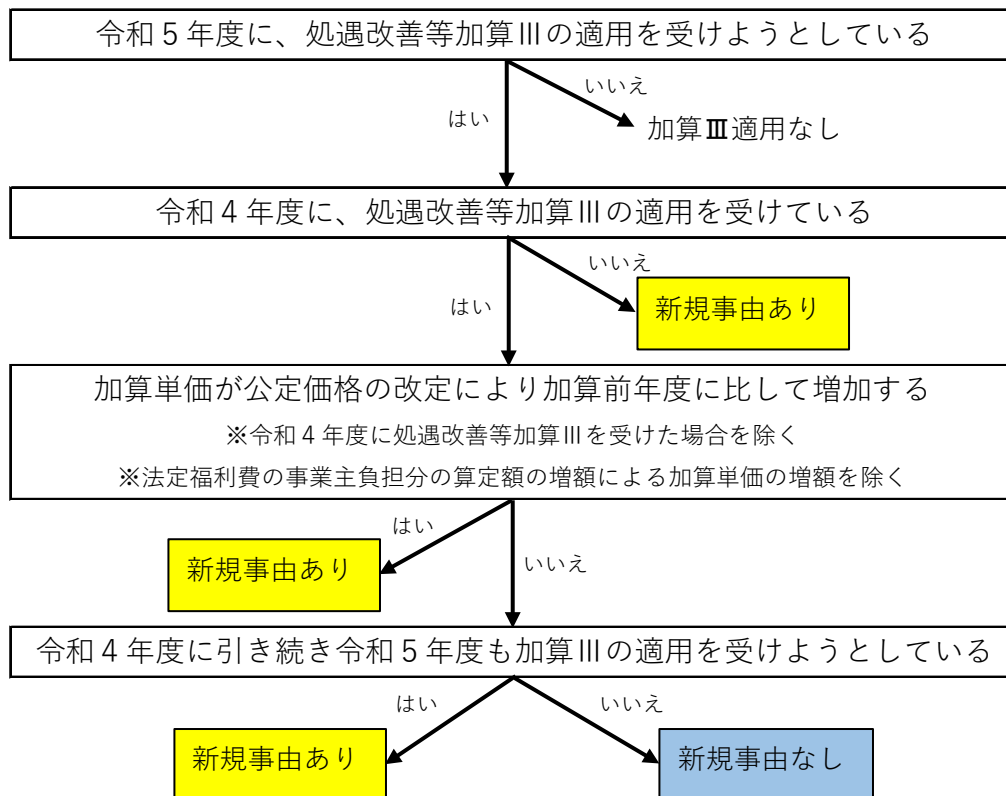 令和５年度に、処遇改善等加算Ⅲの適用を受けようとしている
いいえ
はい
加算Ⅲ適用なし
令和４年度に、処遇改善等加算Ⅲの適用を受けている
いいえ
はい
新規事由あり
加算単価が公定価格の改定により加算前年度に比して増加する
※令和４年度に処遇改善等加算Ⅲを受けた場合を除く
※法定福利費の事業主負担分の算定額の増額による加算単価の増額を除く
はい
いいえ
新規事由あり
令和４年度に引き続き令和５年度も加算Ⅲの適用を受けようとしている
はい
いいえ
新規事由あり
新規事由なし